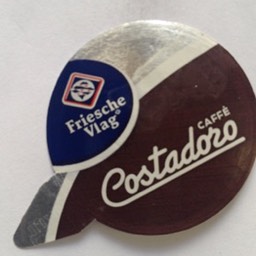 Friesche
Vlag®
CAFFÈ
Costadoro